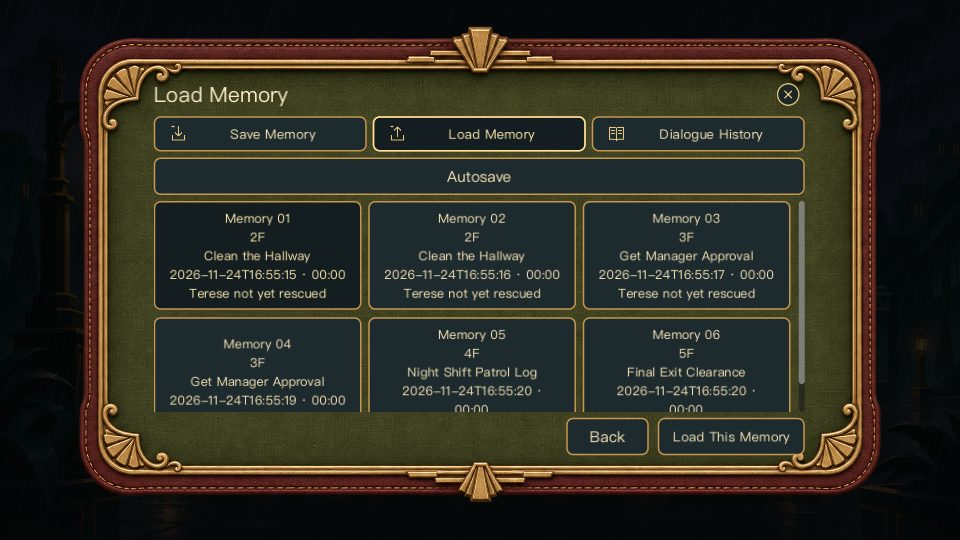 Load Memory
Save Memory
Load Memory
Dialogue History
Autosave
Memory 01
2F
Clean the Hallway
2026-11-24T16:55:15 · 00:00
Terese not yet rescued
Memory 02
2F
Clean the Hallway
2026-11-24T16:55:16 · 00:00
Terese not yet rescued
Memory 03
3F
Get Manager Approval
2026-11-24T16:55:17 · 00:00
Terese not yet rescued
Memory 04
3F
Get Manager Approval
2026-11-24T16:55:19 · 00:00
Memory 05
4F
Night Shift Patrol Log
2026-11-24T16:55:20 ·
00:00
Memory 06
5F
Final Exit Clearance
2026-11-24T16:55:20 ·
00:00
Back
Load This Memory